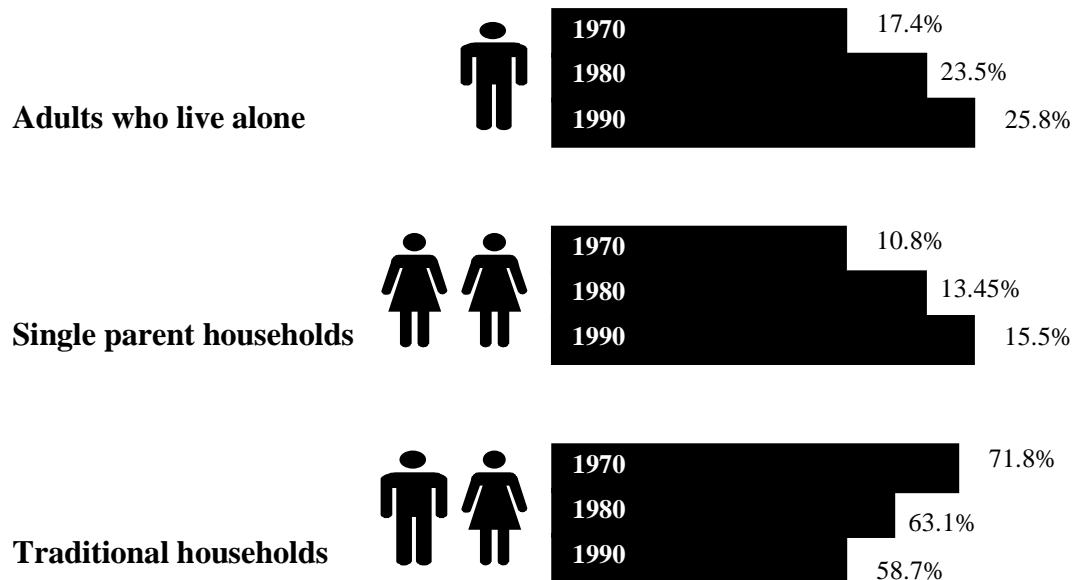 1970 17.4%
1980 23.5%
Adults who live alone 1990 25.8%
1970 10.8%
1980 13.45%
Single parent households 1990 15.5%
1970 71.8%
1980 63.1%
Traditional households 1990 58.7%